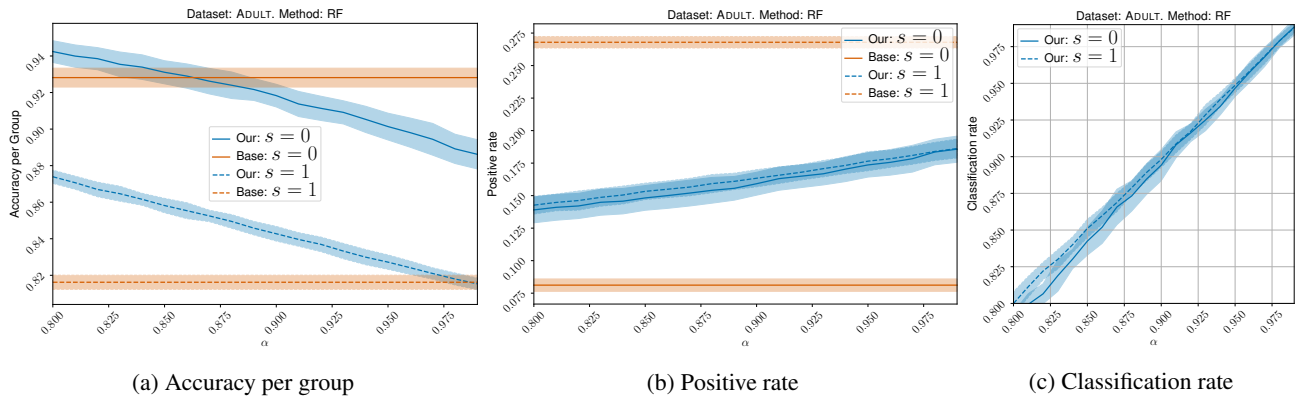 Dataset: ADULT. Method: RF
Accuracy per Group
0.94
0.92
0.90
0.88
0.86
0.84
0.82
Our: s = 0
Base: s = 0
Our: s = 1
Base: s = 1
0.800
0.825
0.850
0.875
0.900
0.925
0.950
0.975
α
(a) Accuracy per group
Dataset: ADULT. Method: RF
Positive rate
0.275
0.250
0.225
0.200
0.175
0.150
0.125
0.100
0.075
Our: s = 0
Base: s = 0
Our: s = 1
Base: s = 1
0.800
0.825
0.850
0.875
0.900
0.925
0.950
0.975
α
(b) Positive rate
Dataset: ADULT. Method: RF
Classification rate
0.975
0.950
0.925
0.900
0.875
0.850
0.825
0.800
Our: s = 0
Our: s = 1
0.800
0.825
0.850
0.875
0.900
0.925
0.950
0.975
α
(c) Classification rate